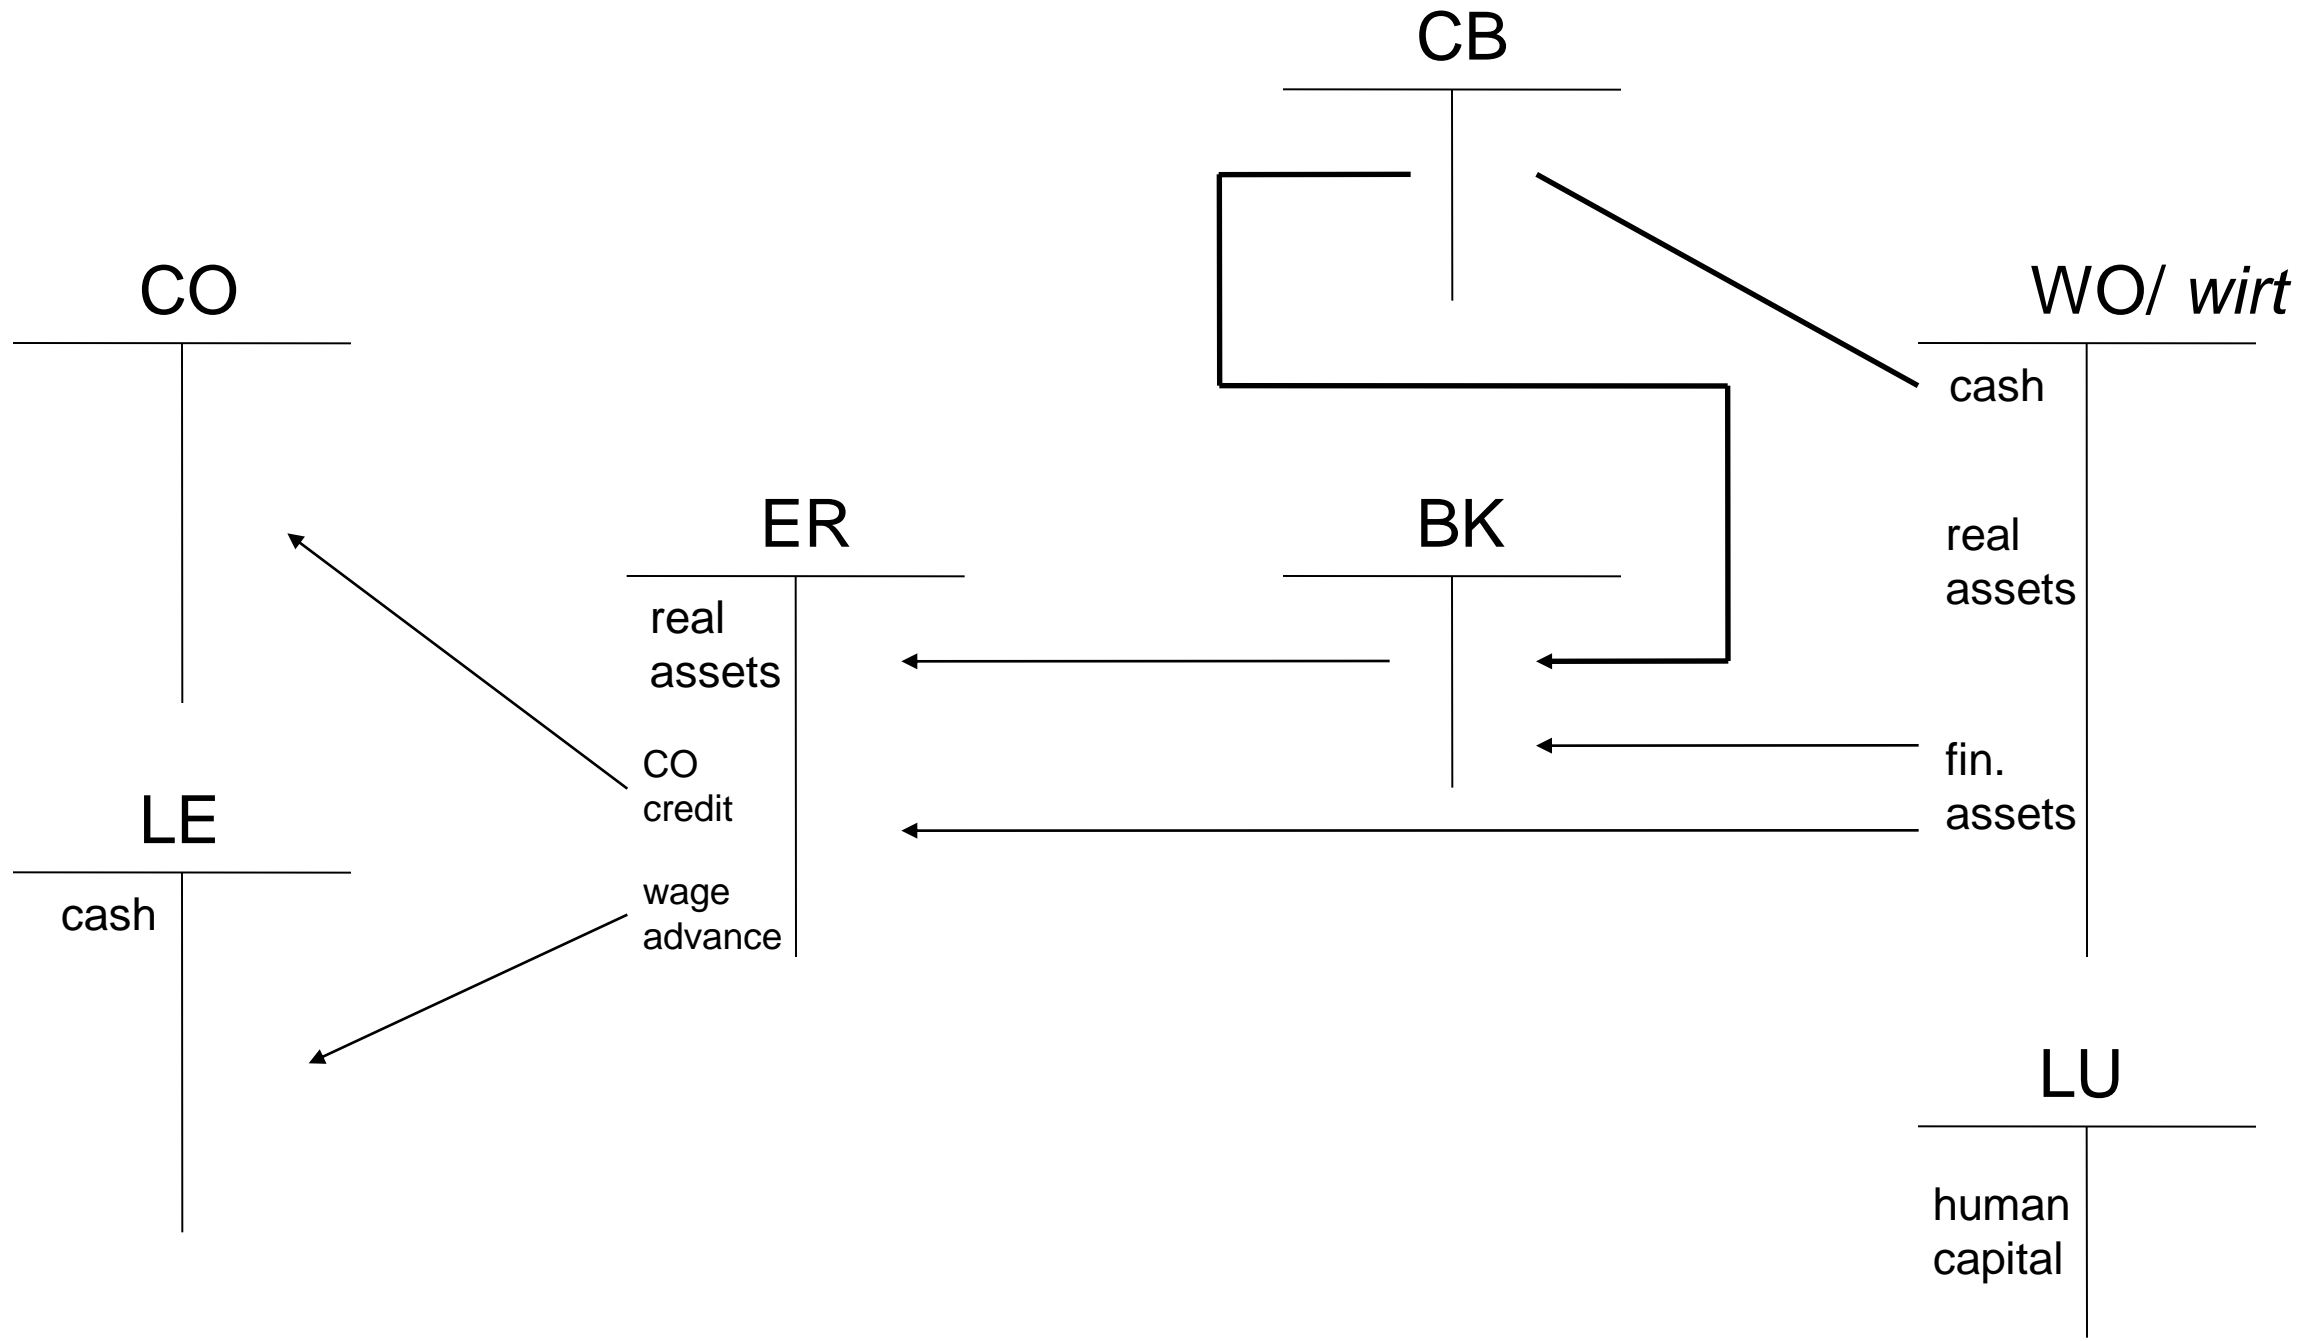 CB
CO
WO/ wirt
cash
ER
BK
real
assets
real
assets
CO
credit
fin.
assets
LE
wage
advance
cash
LU
human
capital